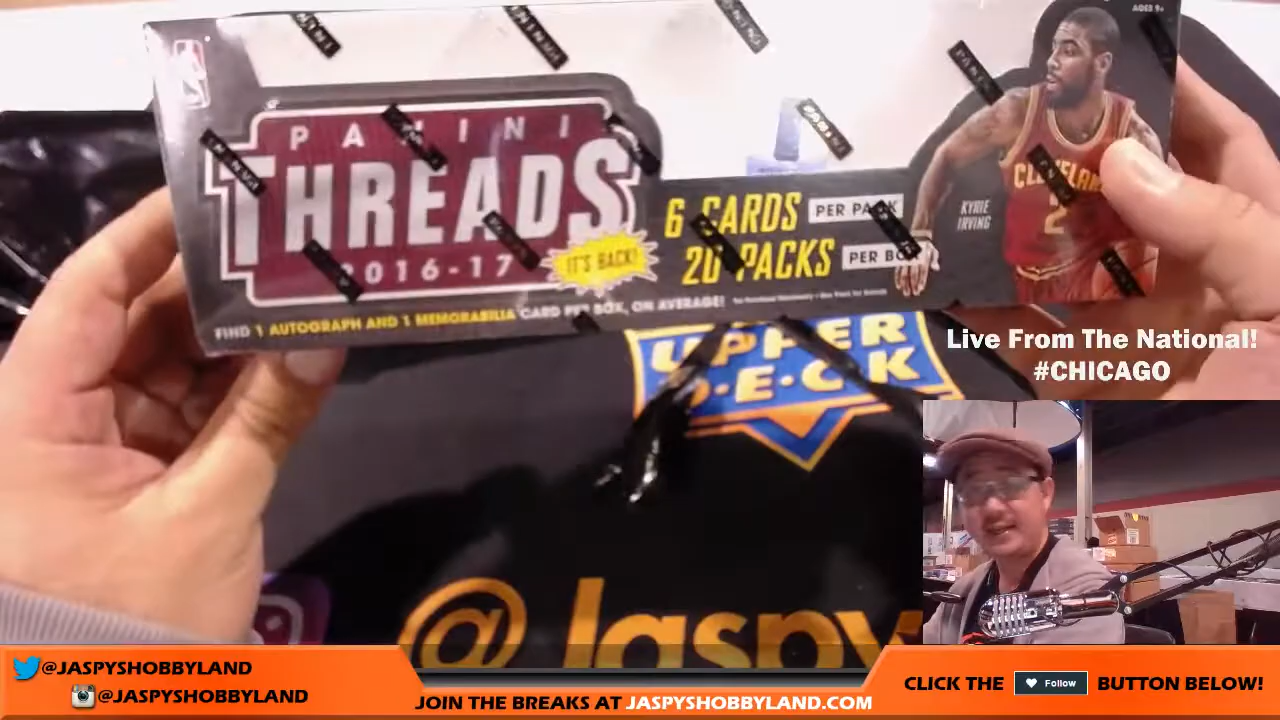 AGES 9+
PANINI
THREADS
2016-17
IT'S BACK!
6 CARDS PER PACK
20 PACKS PER BOX
KYRIE
IRVING
CLEVELAND
2
FIND 1 AUTOGRAPH AND 1 MEMORABILIA CARD PER BOX, ON AVERAGE!
UPPER
D•E•C•K
Live From The National!
#CHICAGO
@Jaspy
@JASPYSHOBBYLAND
@JASPYSHOBBYLAND
JOIN THE BREAKS AT JASPYSHOBBYLAND.COM
CLICK THE Follow BUTTON BELOW!